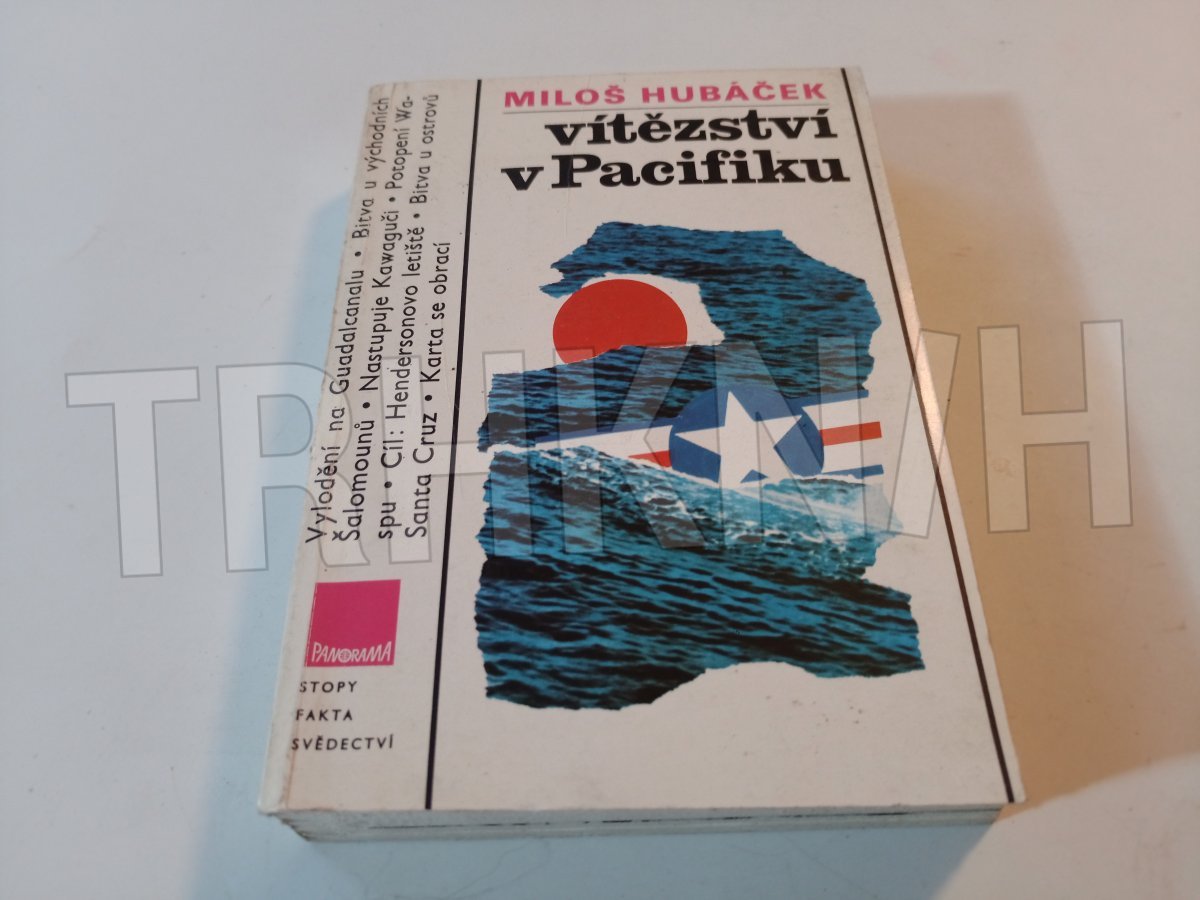 MILOŠ HUBÁČEK
vítězství
v Pacifiku
Vylodění na Guadalcanalu • Bitva u východních
Šalomounů • Nastupuje Kawaguči • Potopení Wa-
spu • Cíl: Hendersonovo letiště • Bitva u ostrovů
Santa Cruz • Karta se obrací
PANORAMA
STOPY
FAKTA
SVĚDECTVÍ
TRHKNIH